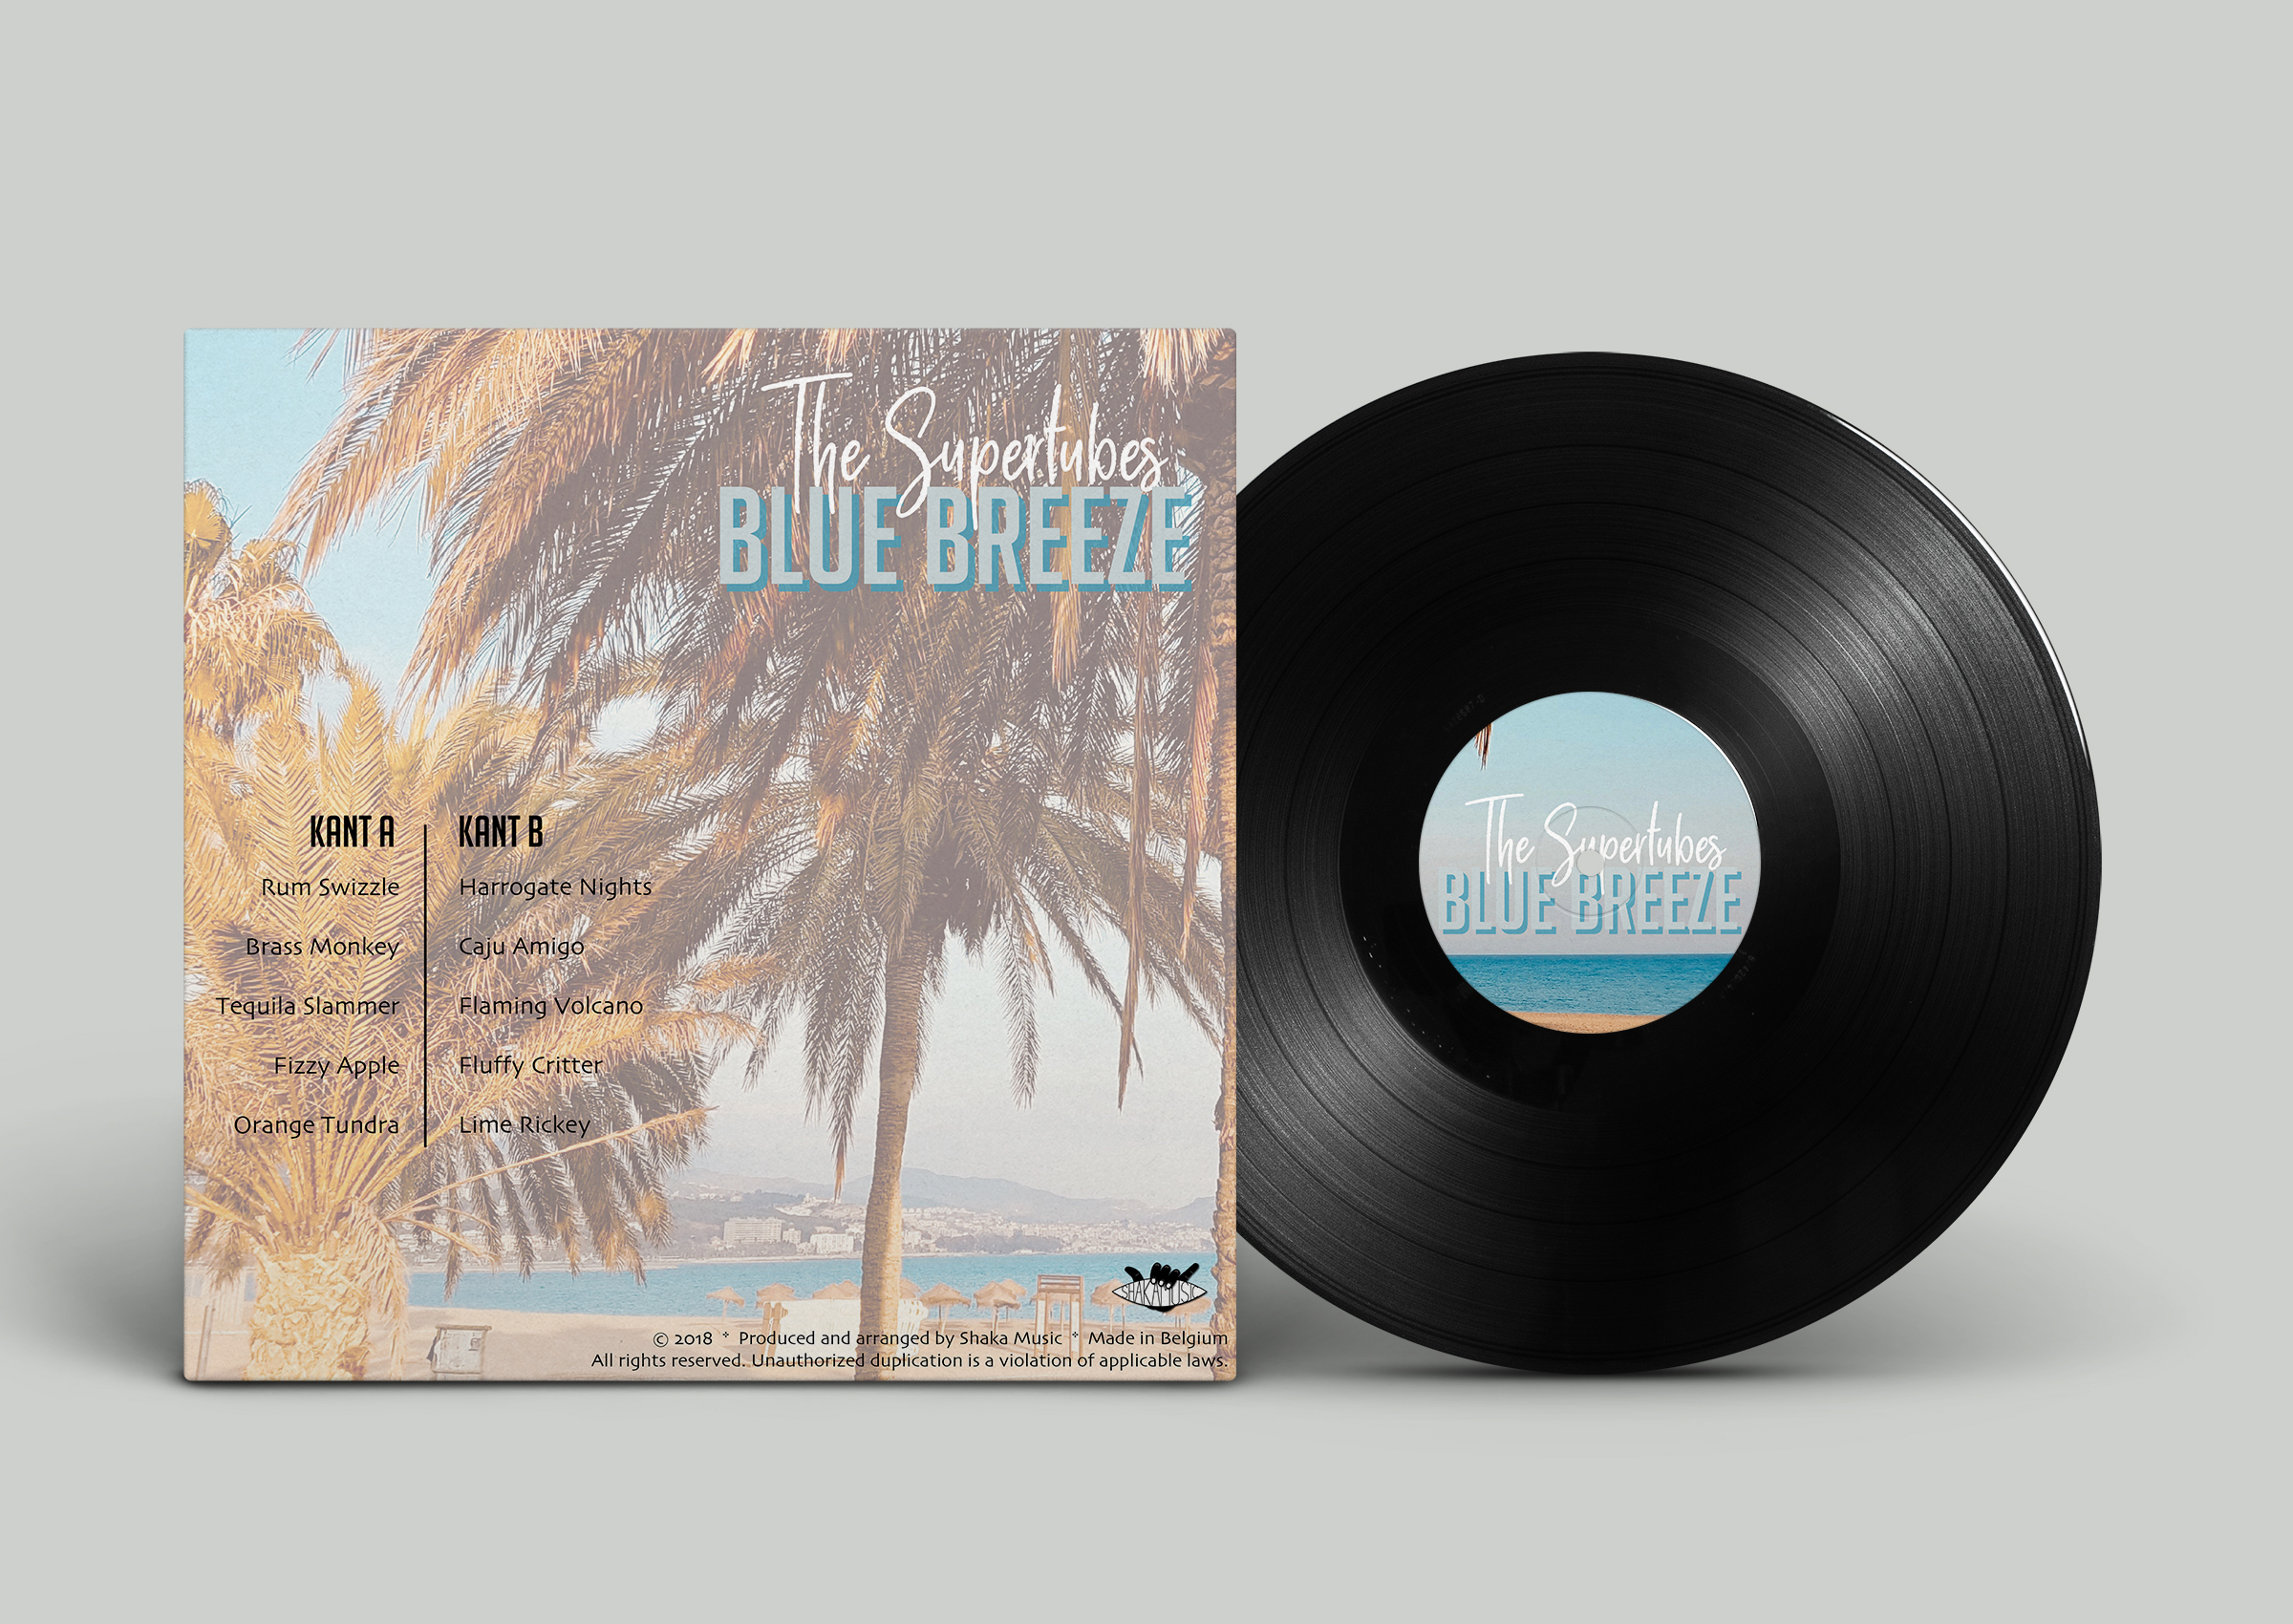 The Supertubes
BLUE BREEZE
KANT A
Rum Swizzle
Brass Monkey
Tequila Slammer
Fizzy Apple
Orange Tundra
KANT B
Harrogate Nights
Caju Amigo
Flaming Volcano
Fluffy Critter
Lime Rickey
SHAKA MUSIC
© 2018 * Produced and arranged by Shaka Music * Made in Belgium
All rights reserved. Unauthorized duplication is a violation of applicable laws.
The Supertubes
BLUE BREEZE